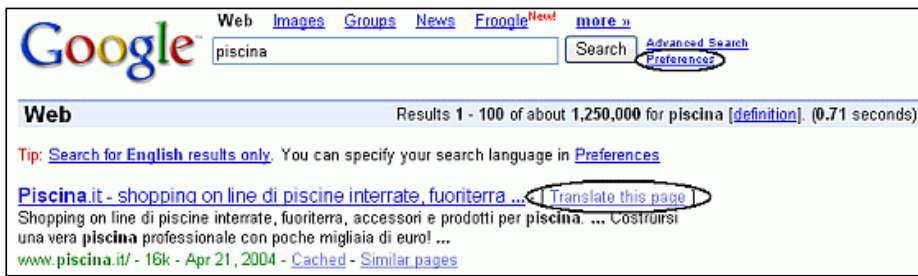 Web Images Groups News Froogle New! more »
Google™ piscina Search Advanced Search
Preferences
Web Results 1 - 100 of about 1,250,000 for piscina [definition]. (0.71 seconds)
Tip: Search for English results only. You can specify your search language in Preferences
Piscina.it - shopping on line di piscine interrate, fuoriterra ... - [ Translate this page ]
Shopping on line di piscine interrate, fuoriterra, accessori e prodotti per piscina. ... Costruirsi
una vera piscina professionale con poche migliaia di euro! ...
www.piscina.it/ - 16k - Apr 21, 2004 - Cached - Similar pages